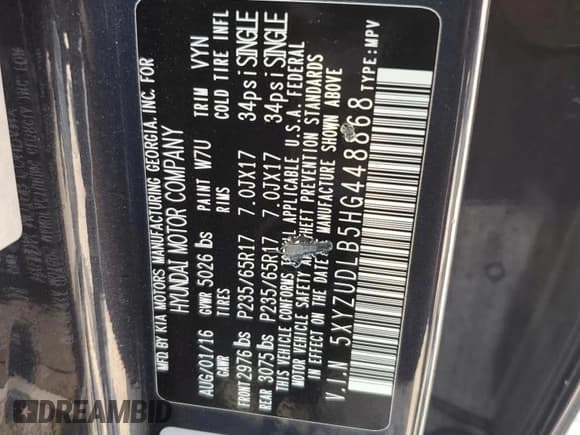 MFD. BY KIA MOTORS MANUFACTURING GEORGIA, INC. FOR
HYUNDAI MOTOR COMPANY
AUG/01/16 GVWR 5026 lbs PAINT W7U TRIM VYN
GAWR TIRES RIMS COLD TIRE INFL
FRONT 2976 lbs P235/65R17 7.0JX17 34psi SINGLE
REAR 3075 lbs P235/65R17 7.0JX17 34psi SINGLE
THIS VEHICLE CONFORMS TO ALL APPLICABLE U.S.A. FEDERAL
MOTOR VEHICLE SAFETY AND THEFT PREVENTION STANDARDS
IN EFFECT ON THE DATE OF MANUFACTURE SHOWN ABOVE
V.I.N 5XYZUDLB5HG448868 TYPE:MPV
DREAMBID